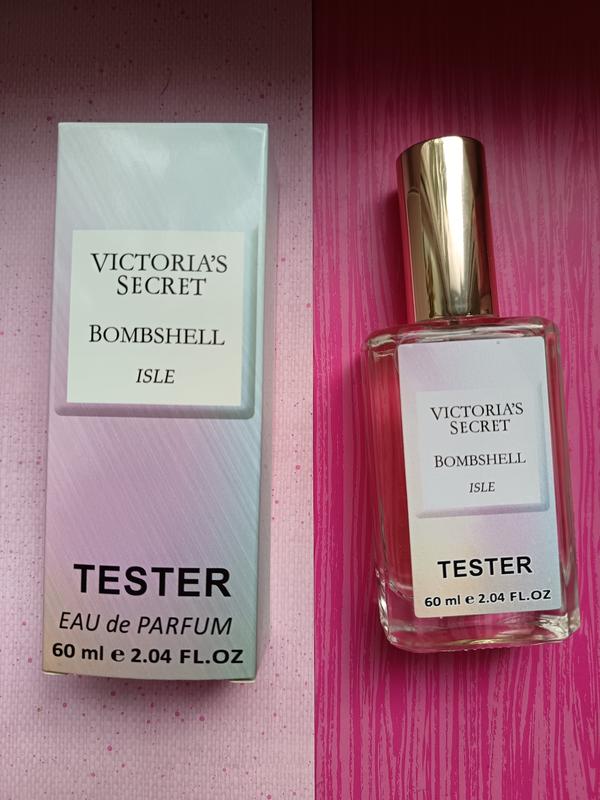 VICTORIA'S
SECRET
BOMBSHELL
ISLE
TESTER
EAU de PARFUM
60 ml e 2.04 FL.OZ
VICTORIA'S
SECRET
BOMBSHELL
ISLE
TESTER
60 ml e 2.04 FL.OZ